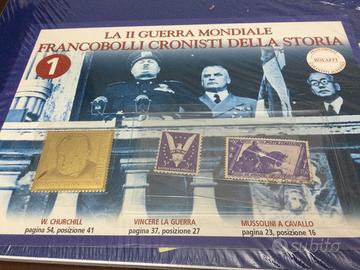 LA II GUERRA MONDIALE
FRANCOBOLLI CRONISTI DELLA STORIA
1
BOLAFFI
W. CHURCHILL
pagina 54, posizione 41
VINCERE LA GUERRA
pagina 37, posizione 27
MUSSOLINI A CAVALLO
pagina 23, posizione 16
subito